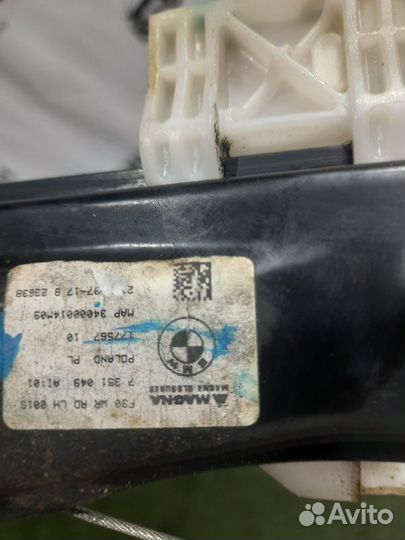 F30 WR RD LH 001S
MAGNA
MAGNA CLOSURES
7 351 049 AI:01
POLAND PL
10
MAP 34000014M09
07-17 B 23638
BMW
Avito